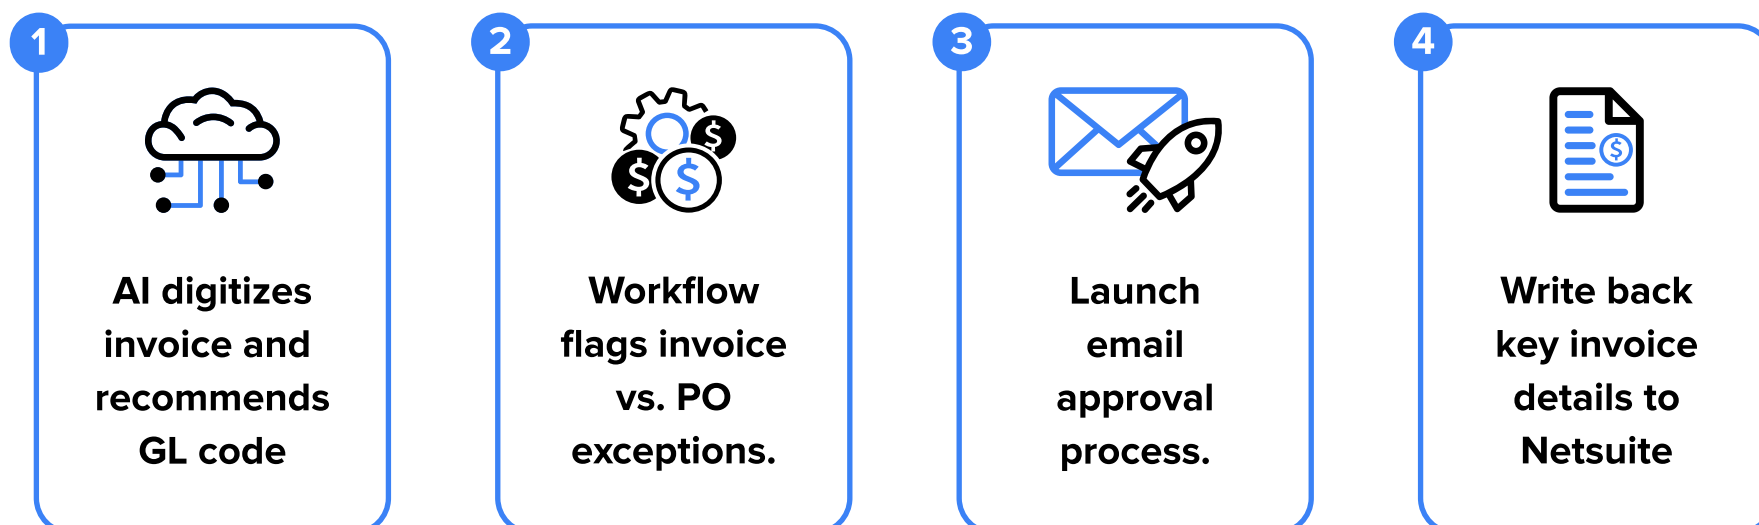 1
AI digitizes
invoice and
recommends
GL code
2
$
$
$
Workflow
flags invoice
vs. PO
exceptions.
3
Launch
email
approval
process.
4
$
Write back
key invoice
details to
Netsuite